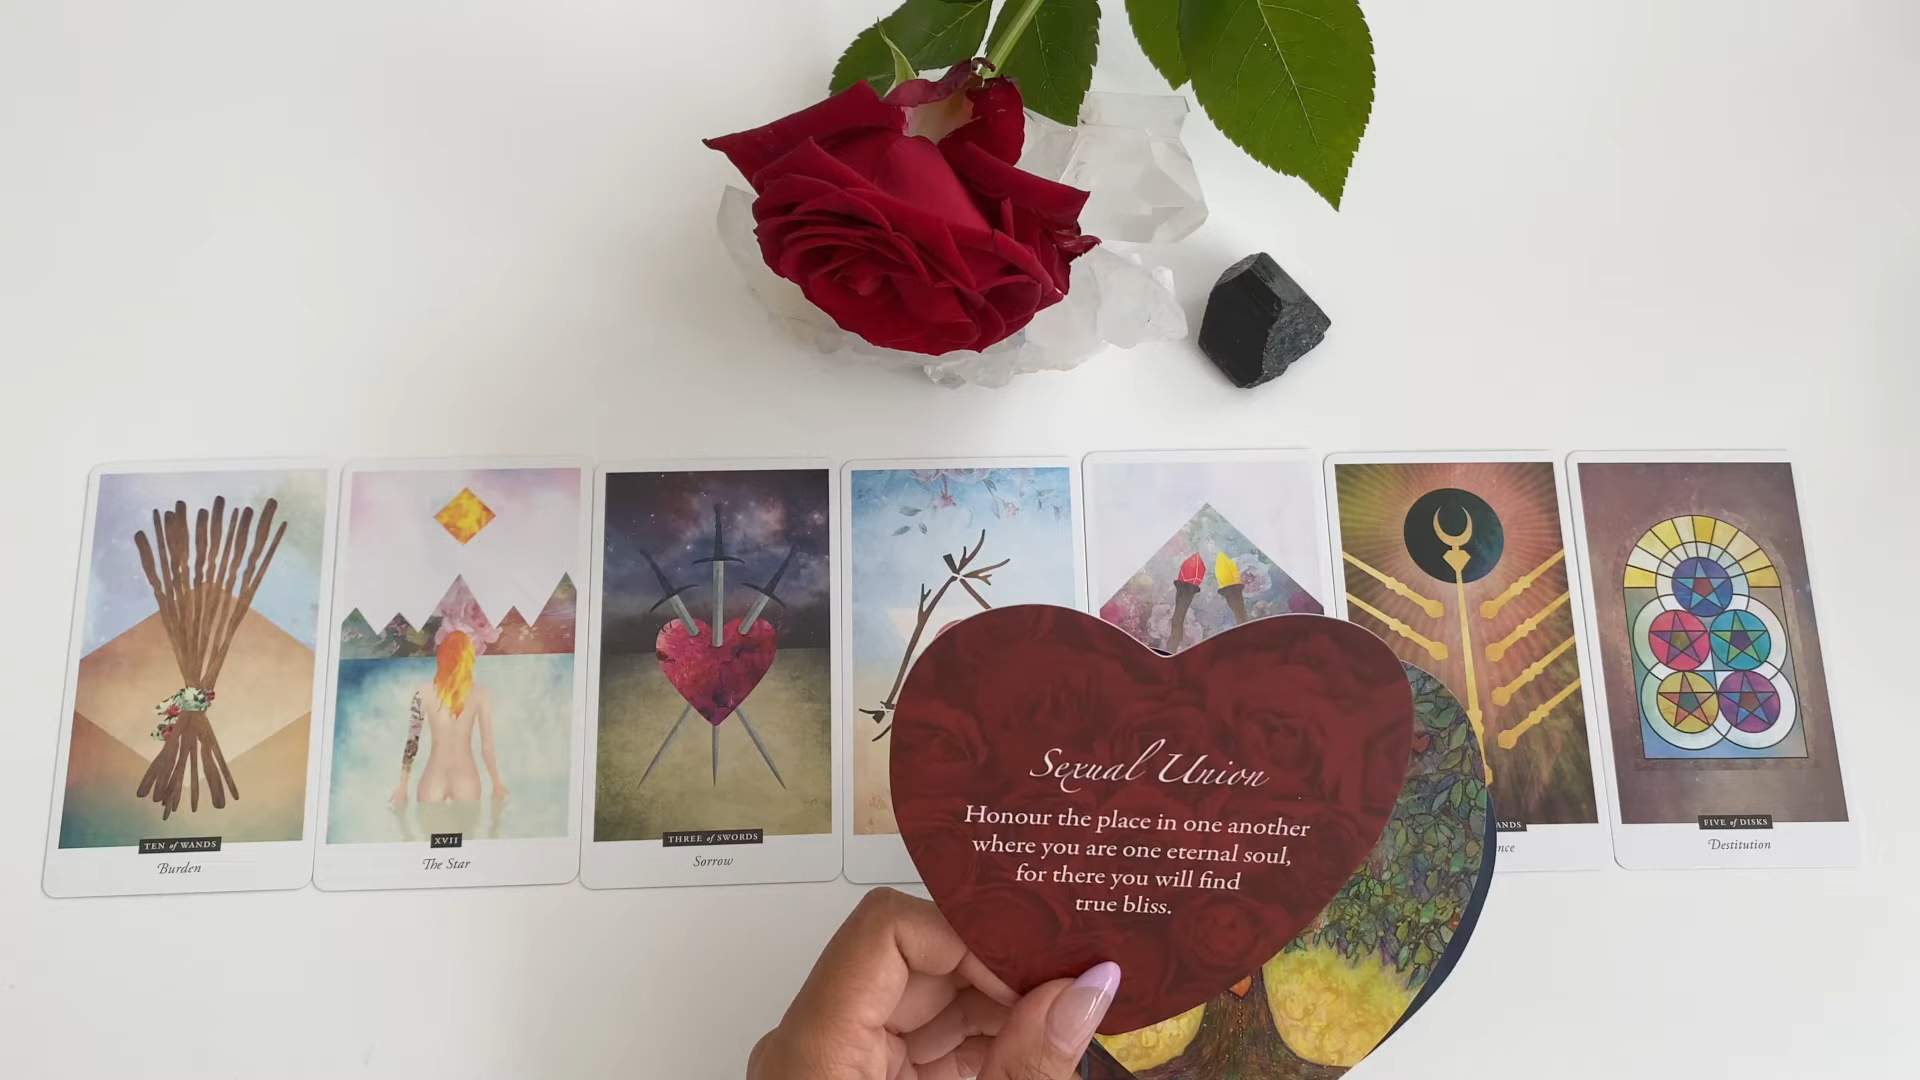 TEN of WANDS
Burden
XVII
The Star
THREE of SWORDS
Sorrow
Sexual Union
Honour the place in one another
where you are one eternal soul,
for there you will find
true bliss.
FIVE of DISKS
Destitution